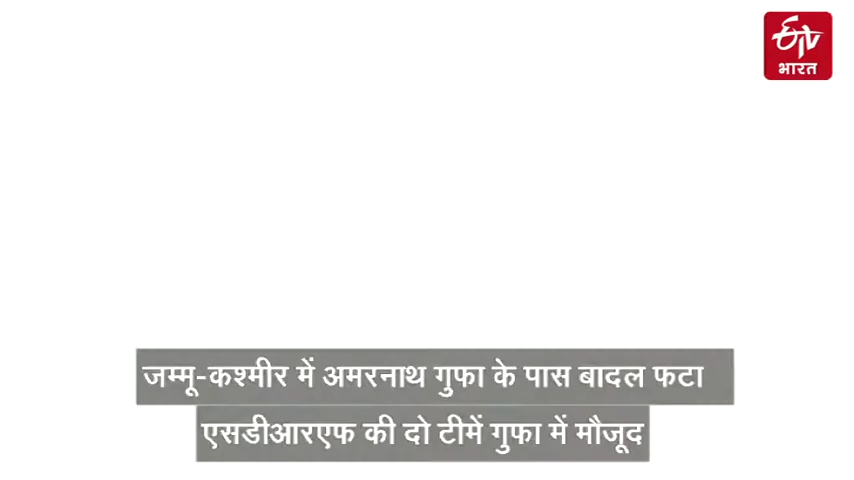 ETV
भारत
जम्मू-कश्मीर में अमरनाथ गुफा के पास बादल फटा
एसडीआरएफ की दो टीमें गुफा में मौजूद